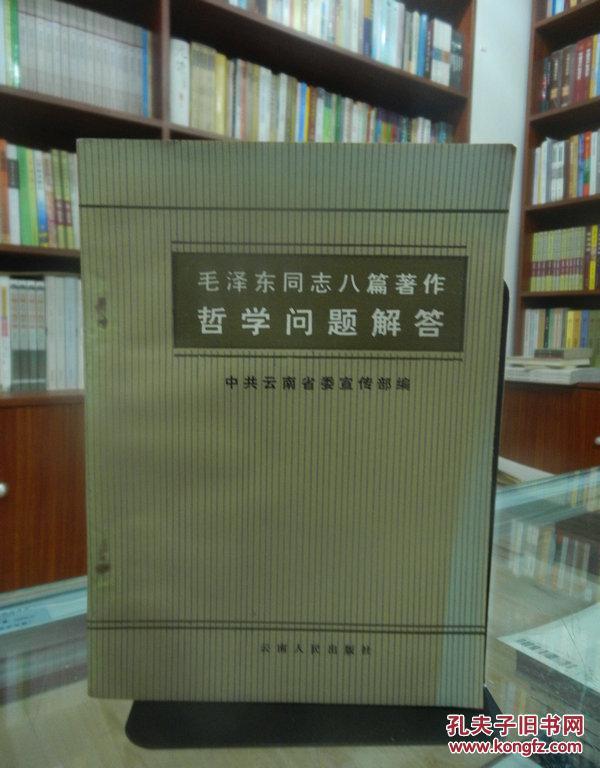 毛泽东同志八篇著作
哲学问题解答
中共云南省委宣传部编
云南人民出版社
孔夫子旧书网
www.kongfz.com